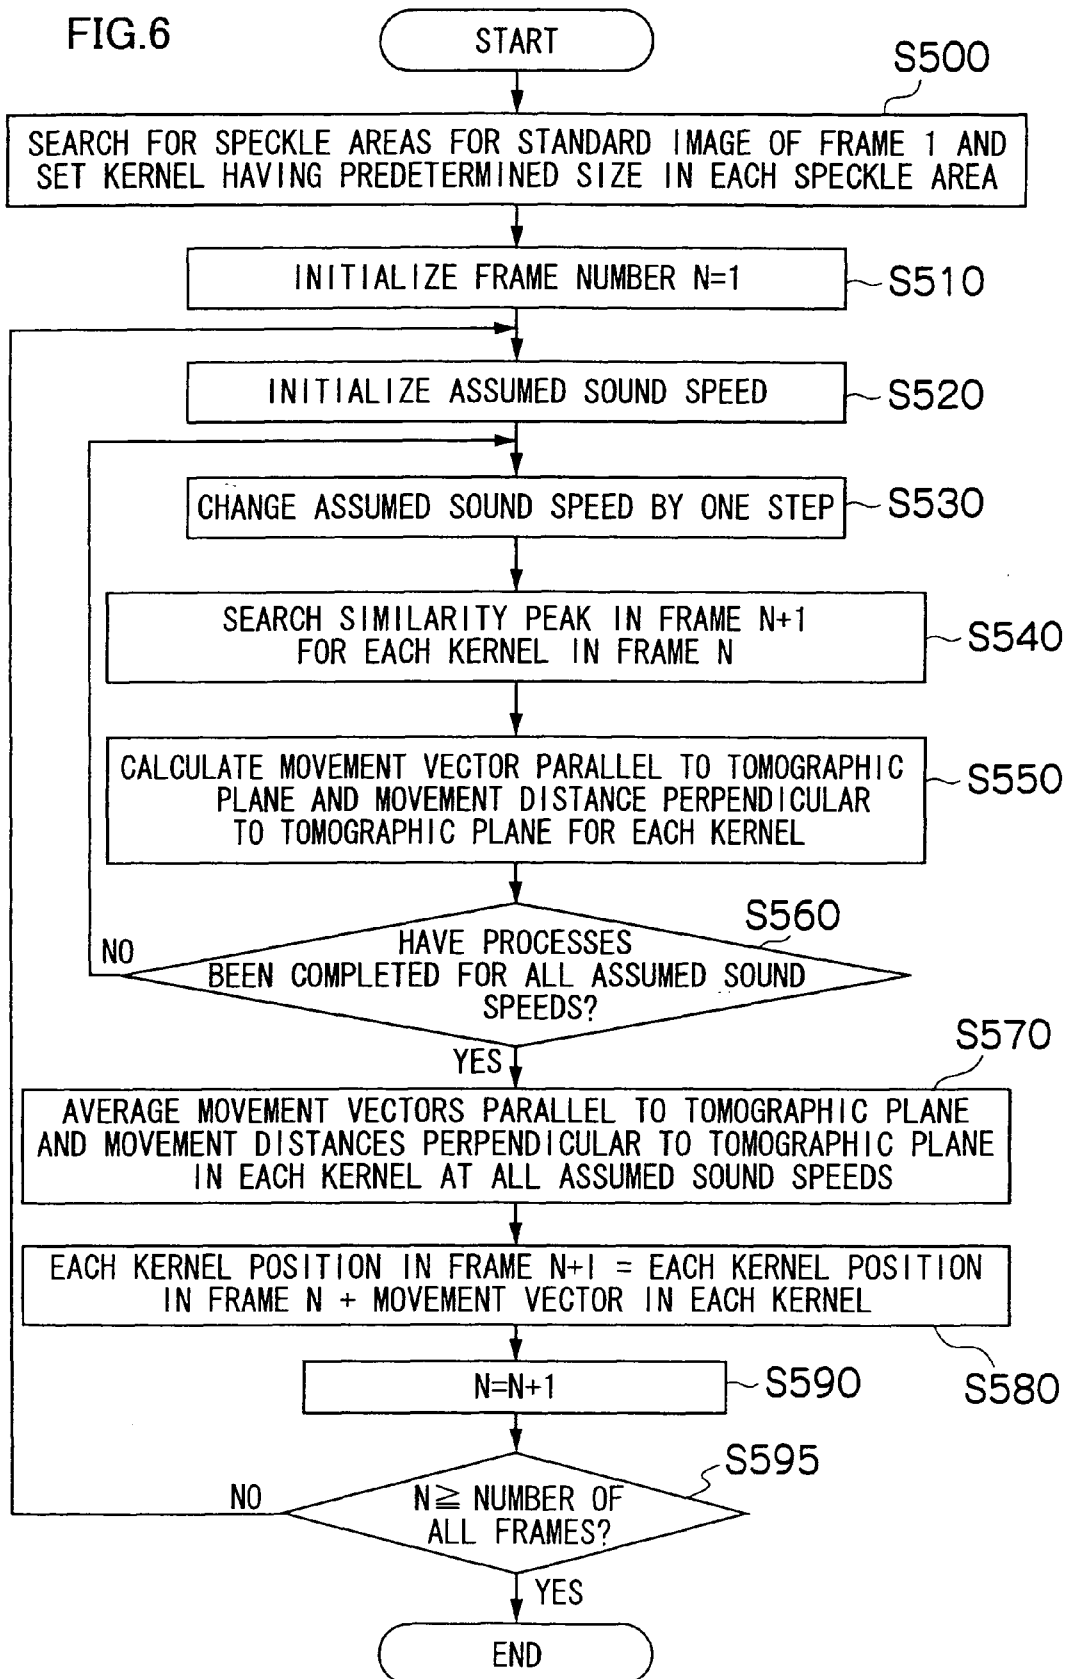 FIG.6
START
S500
SEARCH FOR SPECKLE AREAS FOR STANDARD IMAGE OF FRAME 1 AND
SET KERNEL HAVING PREDETERMINED SIZE IN EACH SPECKLE AREA
INITIALIZE FRAME NUMBER N=1
S510
INITIALIZE ASSUMED SOUND SPEED
S520
CHANGE ASSUMED SOUND SPEED BY ONE STEP
S530
SEARCH SIMILARITY PEAK IN FRAME N+1
FOR EACH KERNEL IN FRAME N
S540
CALCULATE MOVEMENT VECTOR PARALLEL TO TOMOGRAPHIC
PLANE AND MOVEMENT DISTANCE PERPENDICULAR
TO TOMOGRAPHIC PLANE FOR EACH KERNEL
S550
S560
NO
HAVE PROCESSES
BEEN COMPLETED FOR ALL ASSUMED SOUND
SPEEDS?
YES
S570
AVERAGE MOVEMENT VECTORS PARALLEL TO TOMOGRAPHIC PLANE
AND MOVEMENT DISTANCES PERPENDICULAR TO TOMOGRAPHIC PLANE
IN EACH KERNEL AT ALL ASSUMED SOUND SPEEDS
EACH KERNEL POSITION IN FRAME N+1 = EACH KERNEL POSITION
IN FRAME N + MOVEMENT VECTOR IN EACH KERNEL
S580
N=N+1
S590
S595
NO
N≧ NUMBER OF
ALL FRAMES?
YES
END